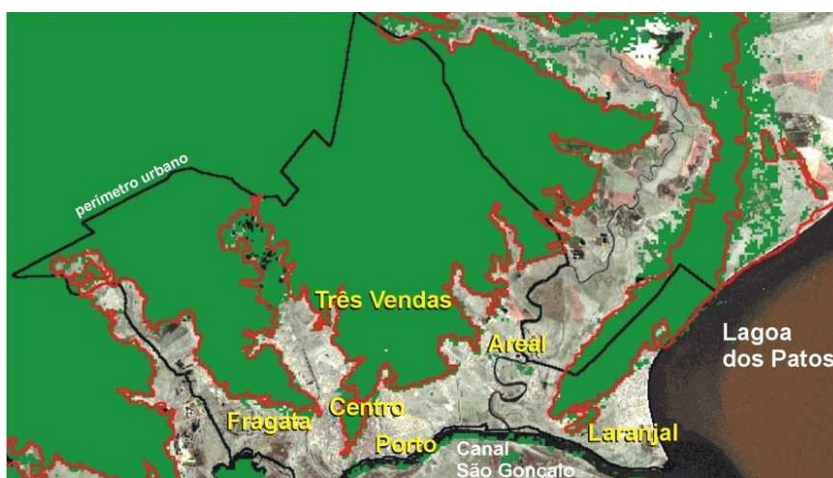 perímetro urbano
Três Vendas
Areal
Lagoa
dos Patos
Centro
Fragata
Porto
Laranjal
Canal
São Gonçalo